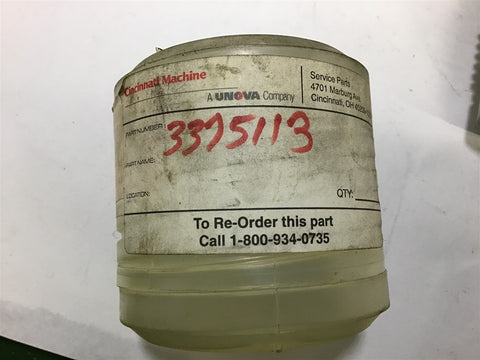 Cincinnati Machine
A UNOVA Company
Service Parts
4701 Marburg Ave.
Cincinnati, OH
PART NUMBER:
3395113
PART NAME:
LOCATION:
QTY:
To Re-Order this part
Call 1-800-934-0735